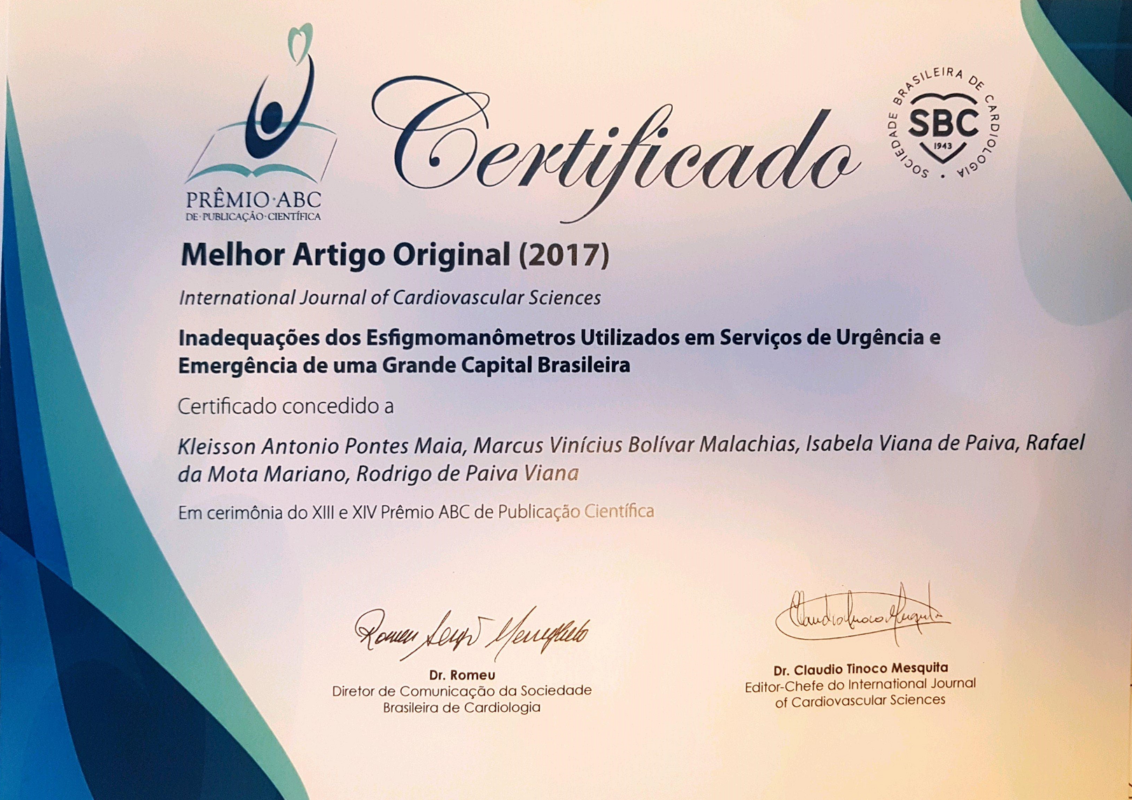 PRÊMIO·ABC
DE·PUBLICAÇÃO·CIENTÍFICA
Certificado
SOCIEDADE BRASILEIRA DE CARDIOLOGIA
SBC
1943
Melhor Artigo Original (2017)
International Journal of Cardiovascular Sciences
Inadequações dos Esfigmomanômetros Utilizados em Serviços de Urgência e
Emergência de uma Grande Capital Brasileira
Certificado concedido a
Kleisson Antonio Pontes Maia, Marcus Vinícius Bolívar Malachias, Isabela Viana de Paiva, Rafael
da Mota Mariano, Rodrigo de Paiva Viana
Em cerimônia do XIII e XIV Prêmio ABC de Publicação Científica
Dr. Romeu
Diretor de Comunicação da Sociedade
Brasileira de Cardiologia
Dr. Claudio Tinoco Mesquita
Editor-Chefe do International Journal
of Cardiovascular Sciences